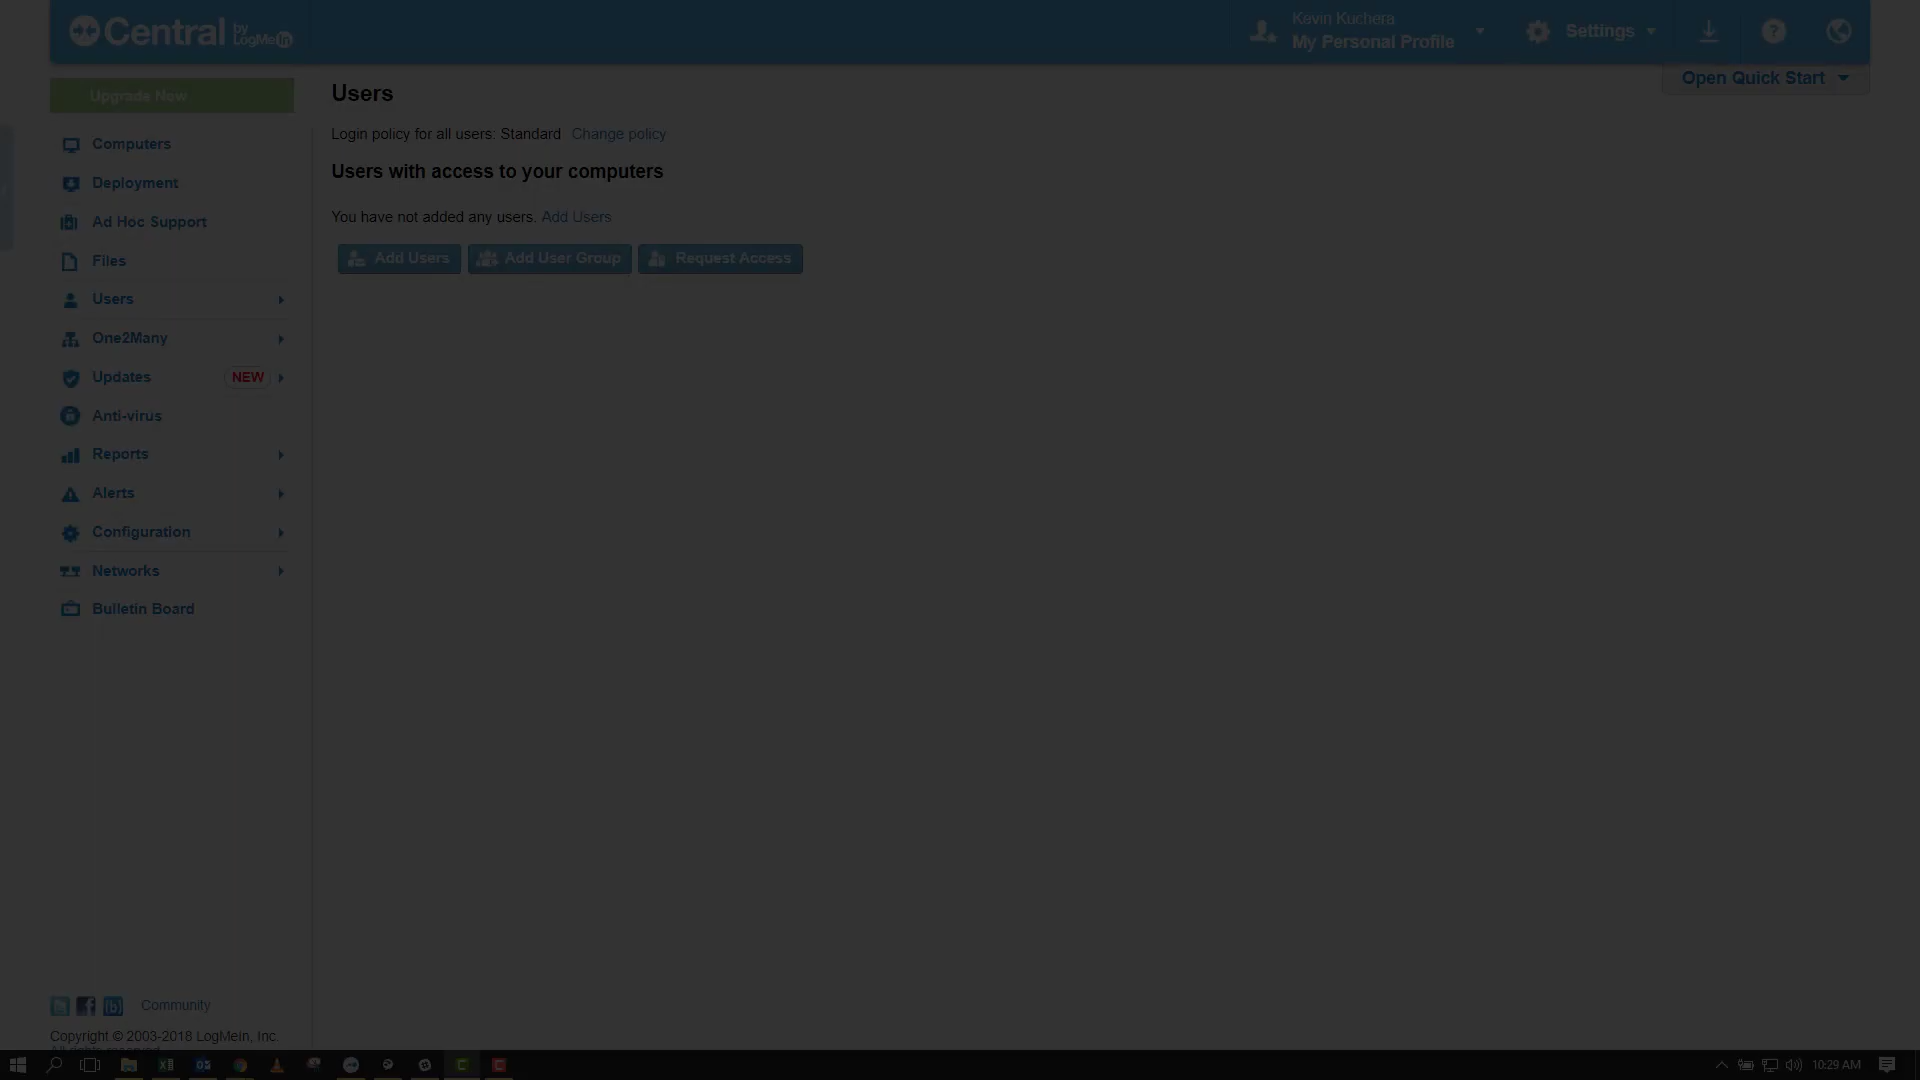 Central by LogMeIn
Kevin Kuchera
My Personal Profile
Settings
?
Open Quick Start
Upgrade Now
Users
Login policy for all users: Standard Change policy
Users with access to your computers
You have not added any users. Add Users
Add Users
Add User Group
Request Access
Computers
Deployment
Ad Hoc Support
Files
Users
One2Many
Updates NEW
Anti-virus
Reports
Alerts
Configuration
Networks
Bulletin Board
Community
Copyright © 2003-2018 LogMeIn, Inc.
All rights reserved
10:29 AM